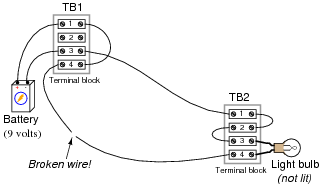 TB1
1
2
3
4
Terminal block
- +
Battery
(9 volts)
Broken wire!
TB2
1
2
3
4
Terminal block
Light bulb
(not lit)